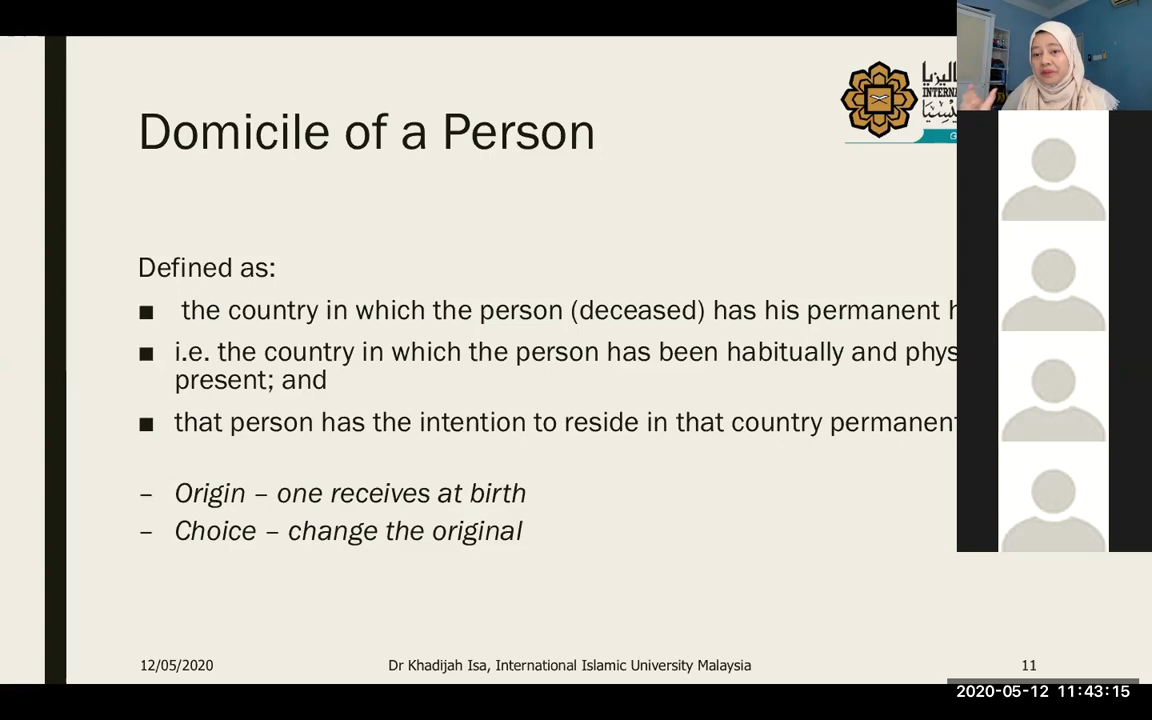 Domicile of a Person
Defined as:
■ the country in which the person (deceased) has his permanent
■ i.e. the country in which the person has been habitually and
present; and
■ that person has the intention to reside in that country
– Origin – one receives at birth
– Choice – change the original
12/05/2020
Dr Khadijah Isa, International Islamic University Malaysia
11
2020-05-12 11:43:15